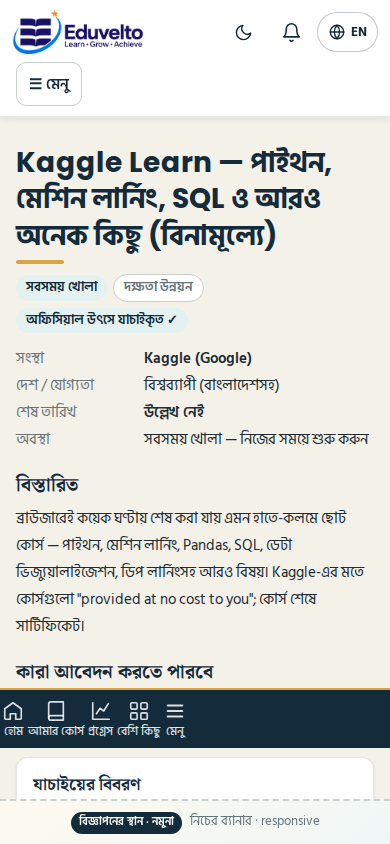 Eduvelto
Learn · Grow · Achieve
EN
☰ মেনু
Kaggle Learn — পাইথন,
মেশিন লার্নিং, SQL ও আরও
অনেক কিছু (বিনামূল্যে)
সবসময় খোলা
দক্ষতা উন্নয়ন
অফিসিয়াল উৎসে যাচাইকৃত ✓
সংস্থা Kaggle (Google)
দেশ / যোগ্যতা বিশ্বব্যাপী (বাংলাদেশসহ)
শেষ তারিখ উল্লেখ নেই
অবস্থা সবসময় খোলা — নিজের সময়ে শুরু করুন
বিস্তারিত
ব্রাউজারেই কয়েক ঘণ্টায় শেষ করা যায় এমন হাতে-কলমে ছোট
কোর্স — পাইথন, মেশিন লার্নিং, Pandas, SQL, ডেটা
ভিজ্যুয়ালাইজেশন, ডিপ লার্নিংসহ আরও বিষয়। Kaggle-এর মতে
কোর্সগুলো "provided at no cost to you"; কোর্স শেষে
সার্টিফিকেট।
কারা আবেদন করতে পারবে
হোম আমার কোর্স প্রগ্রেস বেশি কিছু মেনু
যাচাইয়ের বিবরণ
বিজ্ঞাপনের স্থান · নমুনা নিচের ব্যানার · responsive